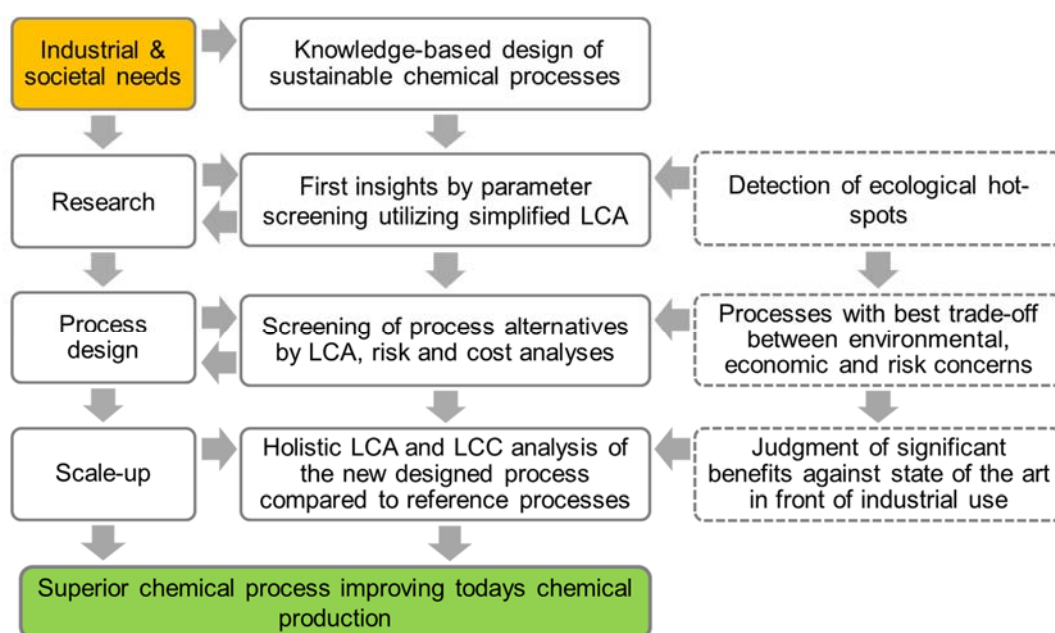 Industrial &
societal needs
Knowledge-based design of
sustainable chemical processes
Research
First insights by parameter
screening utilizing simplified LCA
Detection of ecological hot-
spots
Process
design
Screening of process alternatives
by LCA, risk and cost analyses
Processes with best trade-off
between environmental,
economic and risk concerns
Scale-up
Holistic LCA and LCC analysis of
the new designed process
compared to reference processes
Judgment of significant
benefits against state of the art
in front of industrial use
Superior chemical process improving todays chemical
production